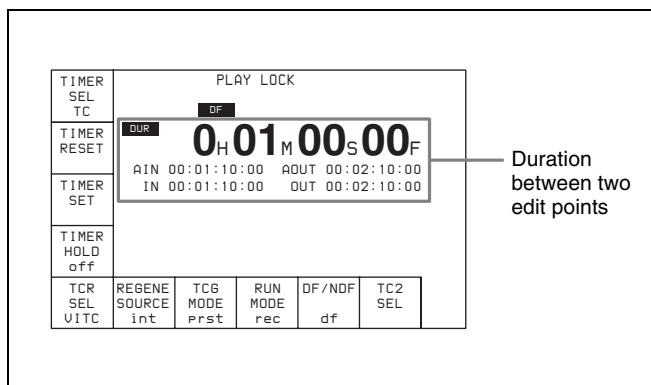 TIMER
SEL
TC
PLAY LOCK
DF
TIMER
RESET
DUR
0H01M00S00F
AIN 00:01:10:00 AOUT 00:02:10:00
IN 00:01:10:00 OUT 00:02:10:00
TIMER
SET
TIMER
HOLD
off
TCR
SEL
VITC
REGENE
SOURCE
int
TCG
MODE
prst
RUN
MODE
rec
DF/NDF
df
TC2
SEL
Duration
between two
edit points